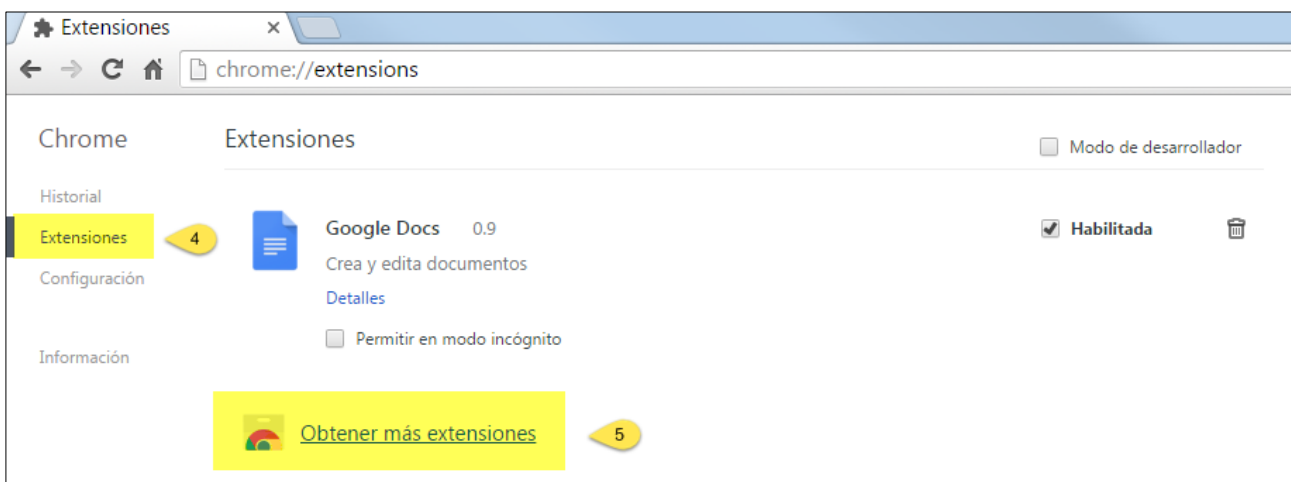 Extensiones
chrome://extensions
Chrome
Extensiones
Modo de desarrollador
Historial
Extensiones
4
Configuración
Información
Google Docs 0.9
Habilitada
Crea y edita documentos
Detalles
Permitir en modo incógnito
Obtener más extensiones
5